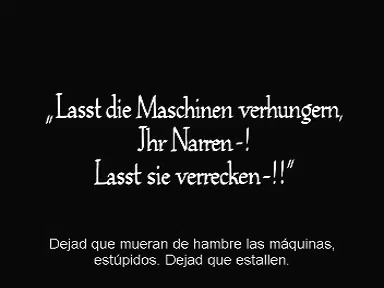 „Lasst die Maschinen verhungern,
Ihr Narren-!
Lasst sie verrecken-!!"
Dejad que mueran de hambre las máquinas,
estúpidos. Dejad que estallen.